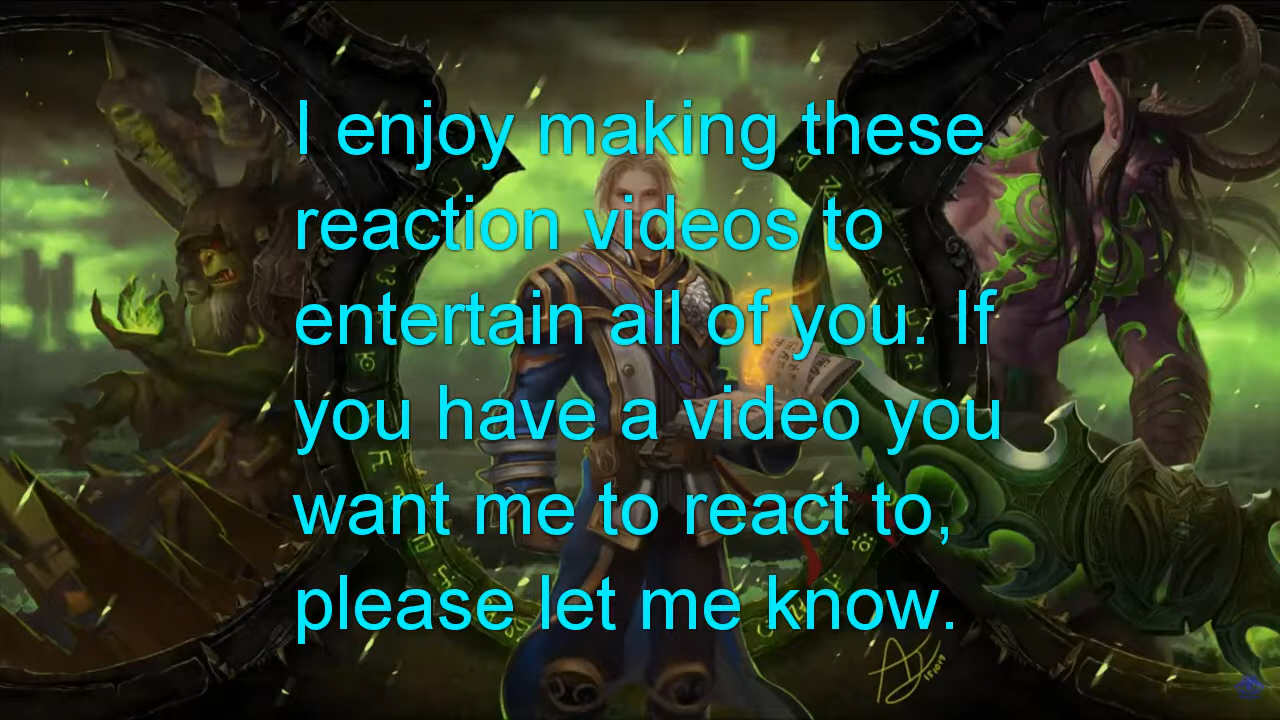 I enjoy making these
reaction videos to
entertain all of you. If
you have a video you
want me to react to,
please let me know.